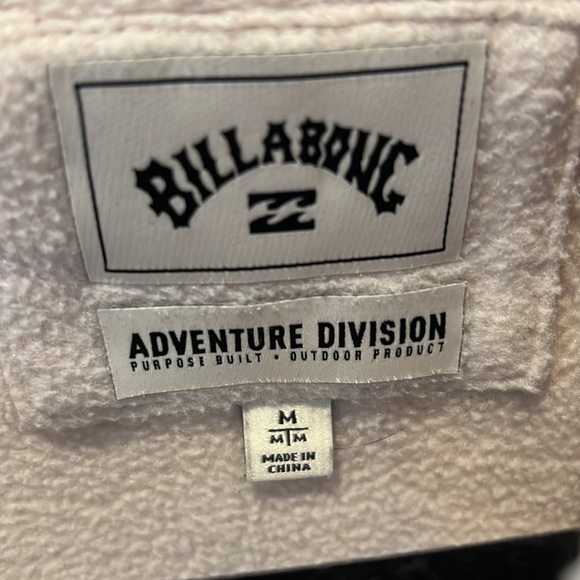 BILLABONG
ADVENTURE DIVISION
PURPOSE BUILT • OUTDOOR PRODUCT
M
M M
MADE IN
CHINA